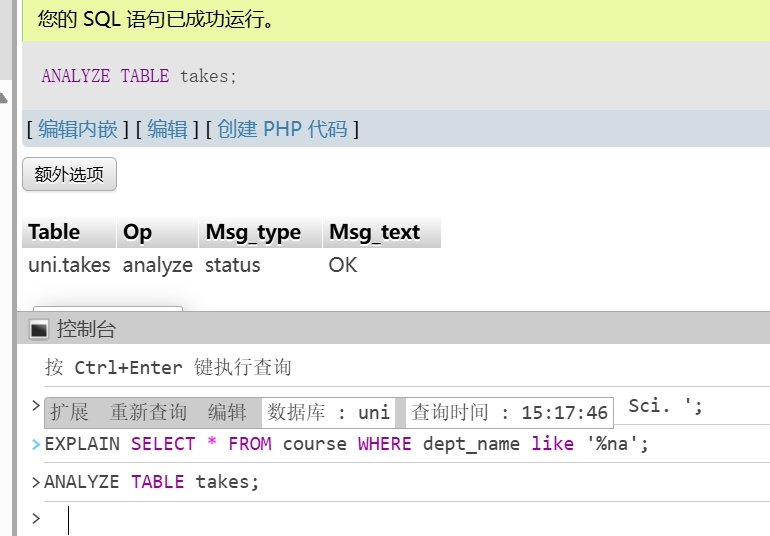 您的 SQL 语句已成功运行。
ANALYZE TABLE takes;
[ 编辑内嵌 ] [ 编辑 ] [ 创建 PHP 代码 ]
额外选项
Table Op Msg_type Msg_text
uni.takes analyze status OK
控制台
按 Ctrl+Enter 键执行查询
> 扩展 重新查询 编辑 数据库 : uni 查询时间 : 15:17:46 Sci. ';
> EXPLAIN SELECT * FROM course WHERE dept_name like '%na';
> ANALYZE TABLE takes;
>